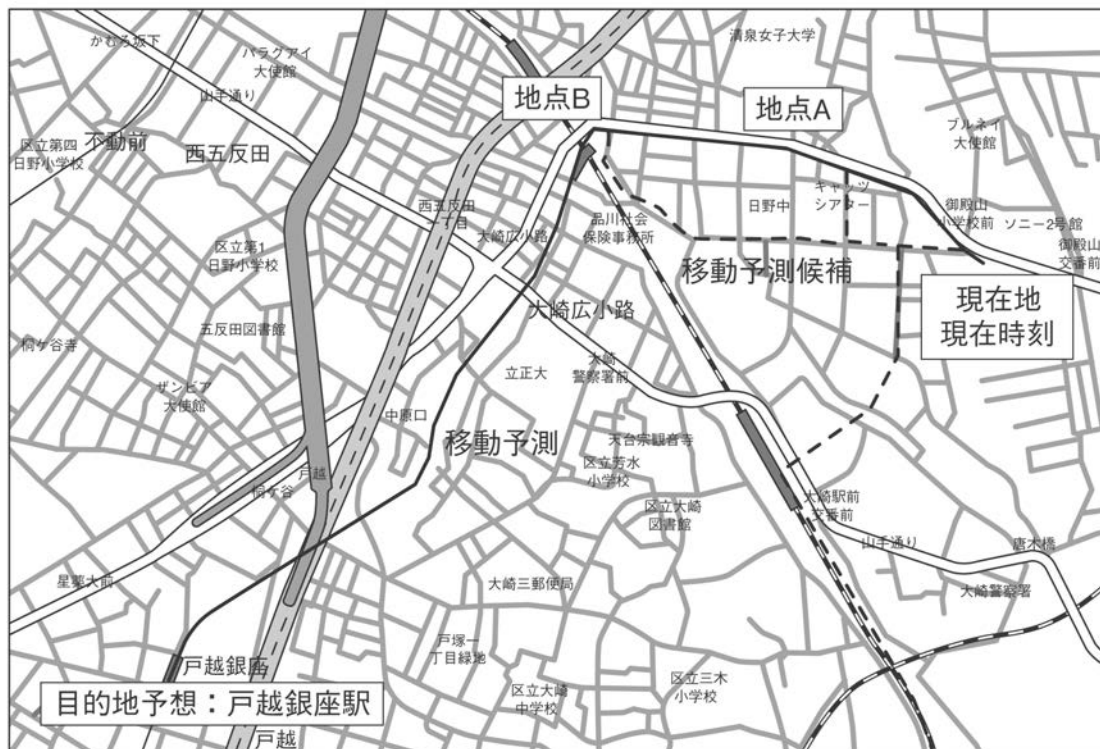 かむろ坂下
パラグアイ
大使館
山手通り
清泉女子大学
地点B
地点A
区立第四
日野小学校
不動前
西五反田
ブルネイ
大使館
西五反田
一丁目
大崎広小路
品川社会
保険事務所
日野中
キャッツ
シアター
御殿山
小学校前
ソニー2号館
御殿山
交番前
区立第1
日野小学校
移動予測候補
現在地
現在時刻
五反田図書館
桐ケ谷寺
大崎広小路
ザンビア
大使館
立正大
大崎
警察署前
中原口
移動予測
天台宗観音寺
区立芳水
小学校
戸越
桐ケ谷
区立大崎
図書館
大崎駅前
交番前
山手通り
唐木橋
星薬大前
大崎三郵便局
大崎警察署
戸塚一
丁目緑地
戸越銀座
区立三木
小学校
目的地予想：戸越銀座駅
区立大崎
中学校
戸越